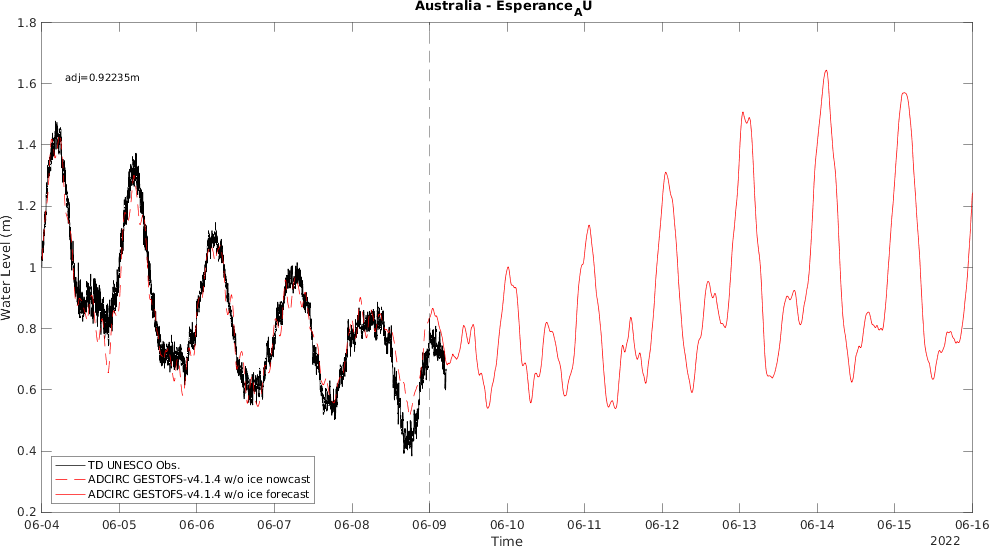 Australia - Esperance_AU
1.8
1.6
1.4
1.2
1
0.8
0.6
0.4
0.2
Water Level (m)
adj=0.92235m
TD UNESCO Obs.
ADCIRC GESTOFS-v4.1.4 w/o ice nowcast
ADCIRC GESTOFS-v4.1.4 w/o ice forecast
06-04 06-05 06-06 06-07 06-08 06-09 06-10 06-11 06-12 06-13 06-14 06-15 06-16
Time
2022